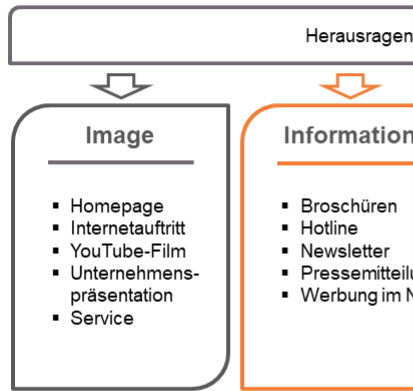 Herausragen
Image
▪ Homepage
▪ Internetauftritt
▪ YouTube-Film
▪ Unternehmens-
präsentation
▪ Service
Information
▪ Broschüren
▪ Hotline
▪ Newsletter
▪ Pressemitteilu
▪ Werbung im N